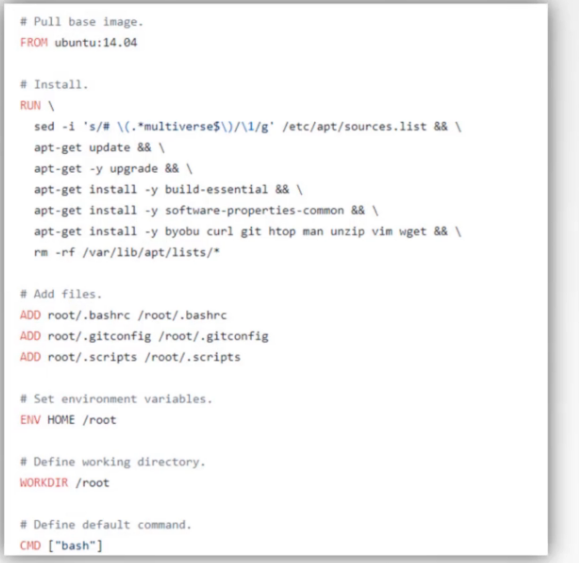 # Pull base image.
FROM ubuntu:14.04
# Install.
RUN \
sed -i 's/# \(.*multiverse$\)/\1/g' /etc/apt/sources.list && \
apt-get update && \
apt-get -y upgrade && \
apt-get install -y build-essential && \
apt-get install -y software-properties-common && \
apt-get install -y byobu curl git htop man unzip vim wget && \
rm -rf /var/lib/apt/lists/*
# Add files.
ADD root/.bashrc /root/.bashrc
ADD root/.gitconfig /root/.gitconfig
ADD root/.scripts /root/.scripts
# Set environment variables.
ENV HOME /root
# Define working directory.
WORKDIR /root
# Define default command.
CMD ["bash"]